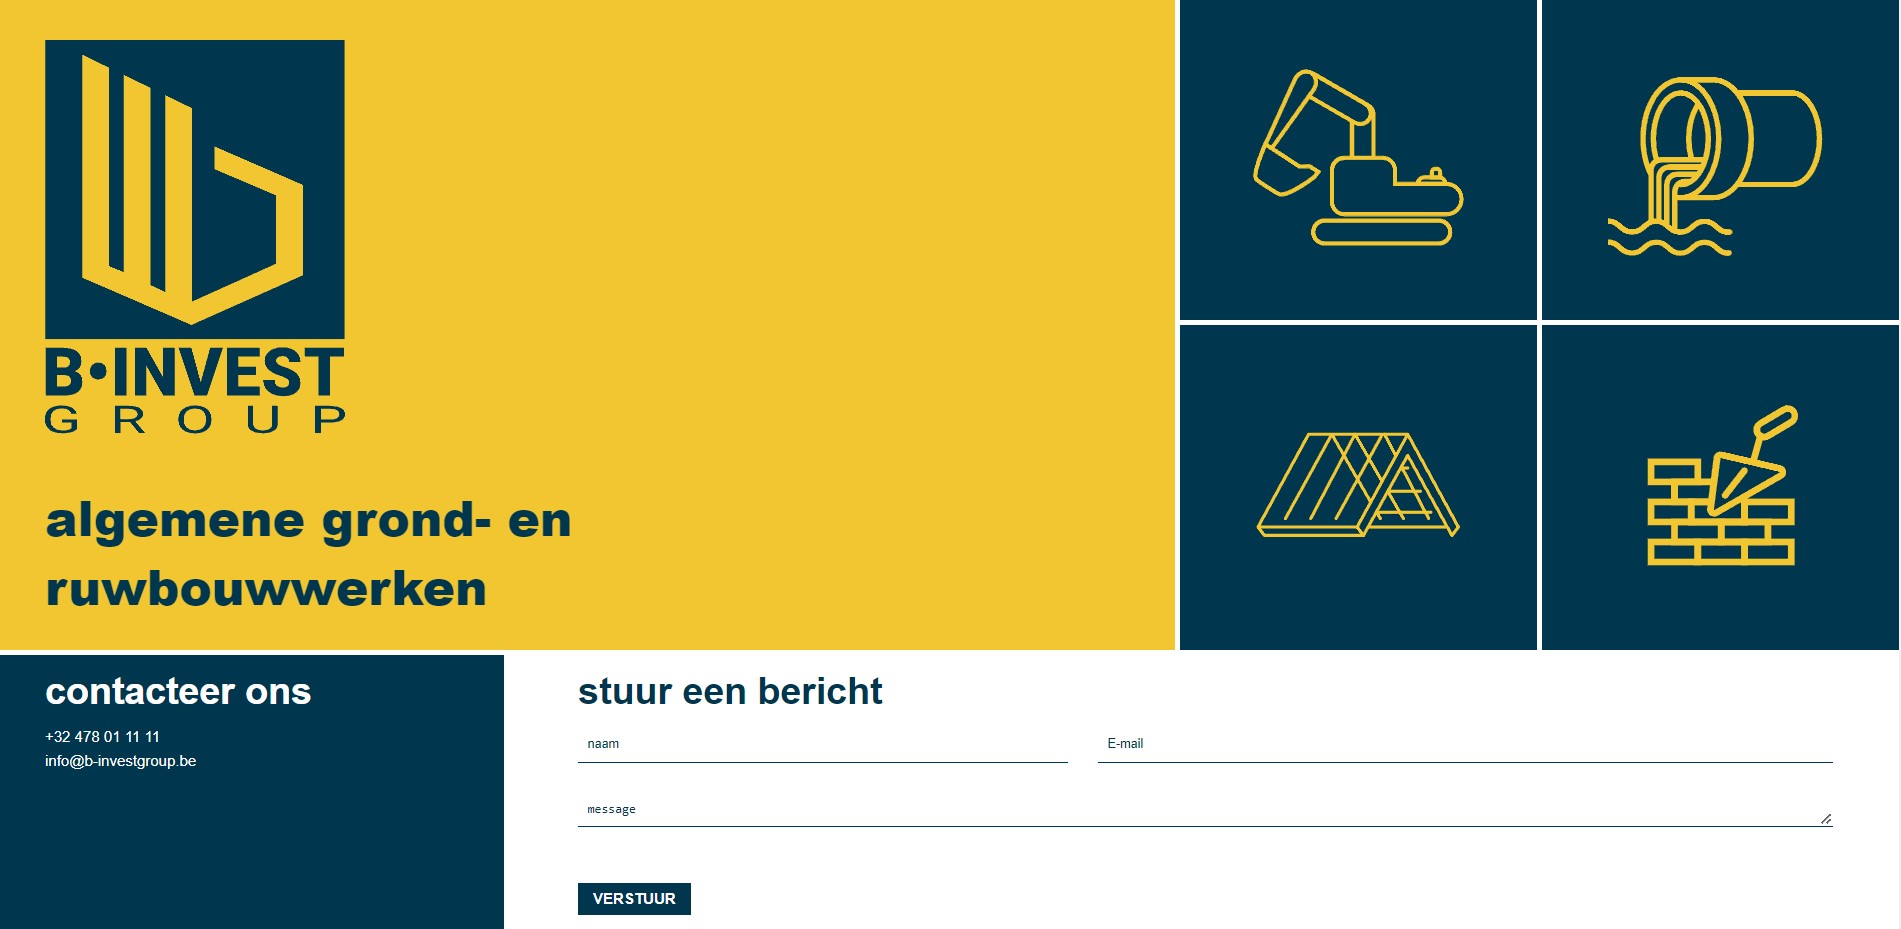 B•INVEST
GROUP
algemene grond- en
ruwbouwwerken
contacteer ons
+32 478 01 11 11
info@b-investgroup.be
stuur een bericht
naam
E-mail
message
VERSTUUR